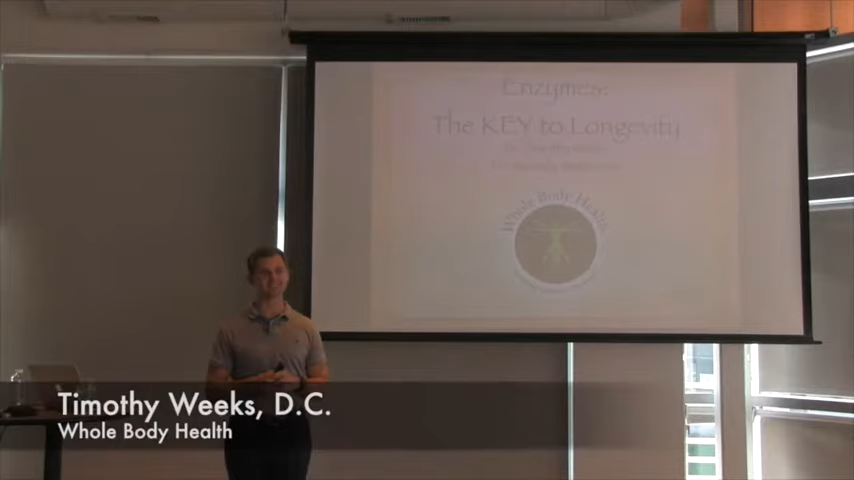 Enzymes:
The KEY to Longevity
Whole Body Health
Timothy Weeks, D.C.
Whole Body Health